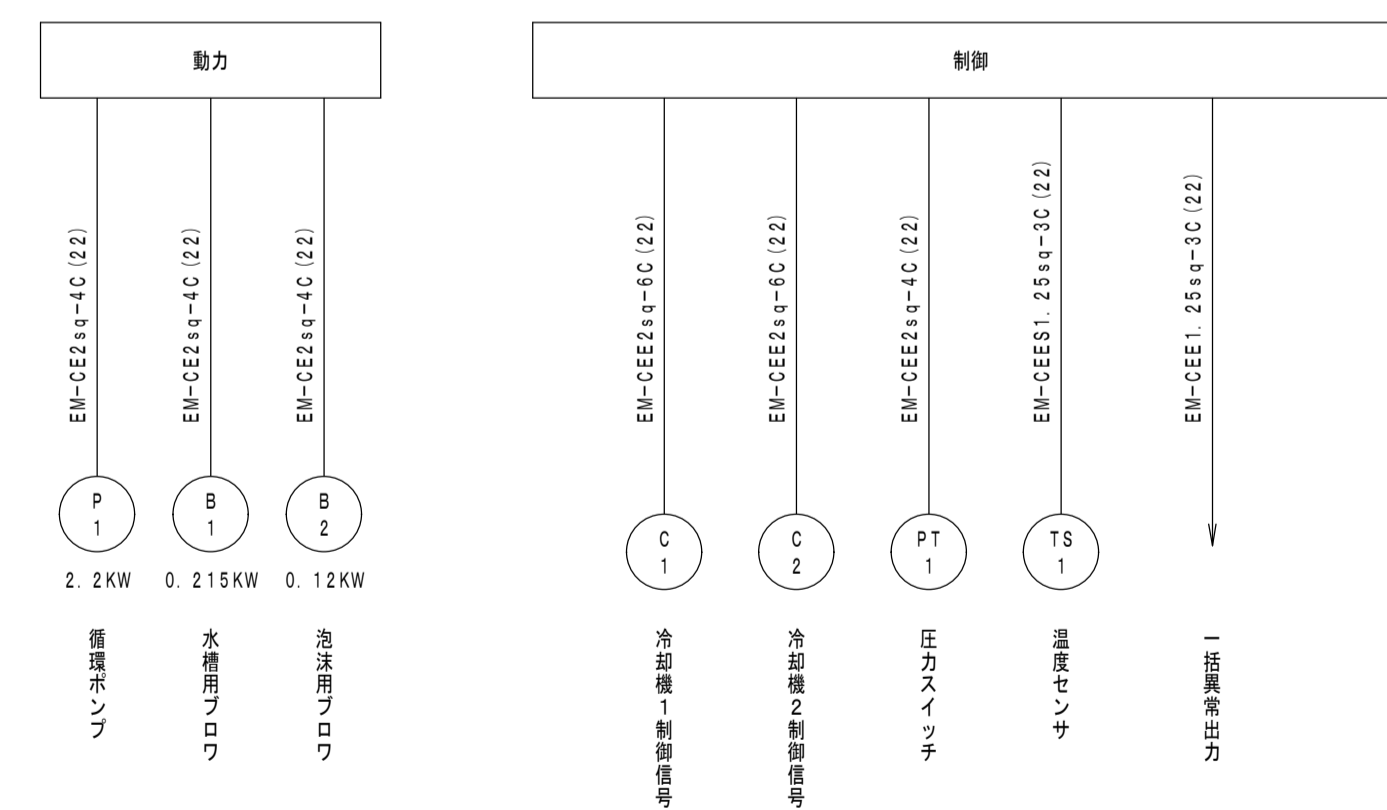 動力
制御
EM-CE2sq-4C(22)
EM-CE2sq-4C(22)
EM-CE2sq-4C(22)
EM-CEE2sq-6C(22)
EM-CEE2sq-6C(22)
EM-CEE2sq-4C(22)
EM-CEES1.25sq-3C(22)
EM-CEE1.25sq-3C(22)
P
1
B
1
B
2
C
1
C
2
PT
1
TS
1
2.2KW
0.215KW
0.12KW
循環ポンプ
水槽用ブロワ
泡沫用ブロワ
冷却機1制御信号
冷却機2制御信号
圧力スイッチ
温度センサ
一括異常出力